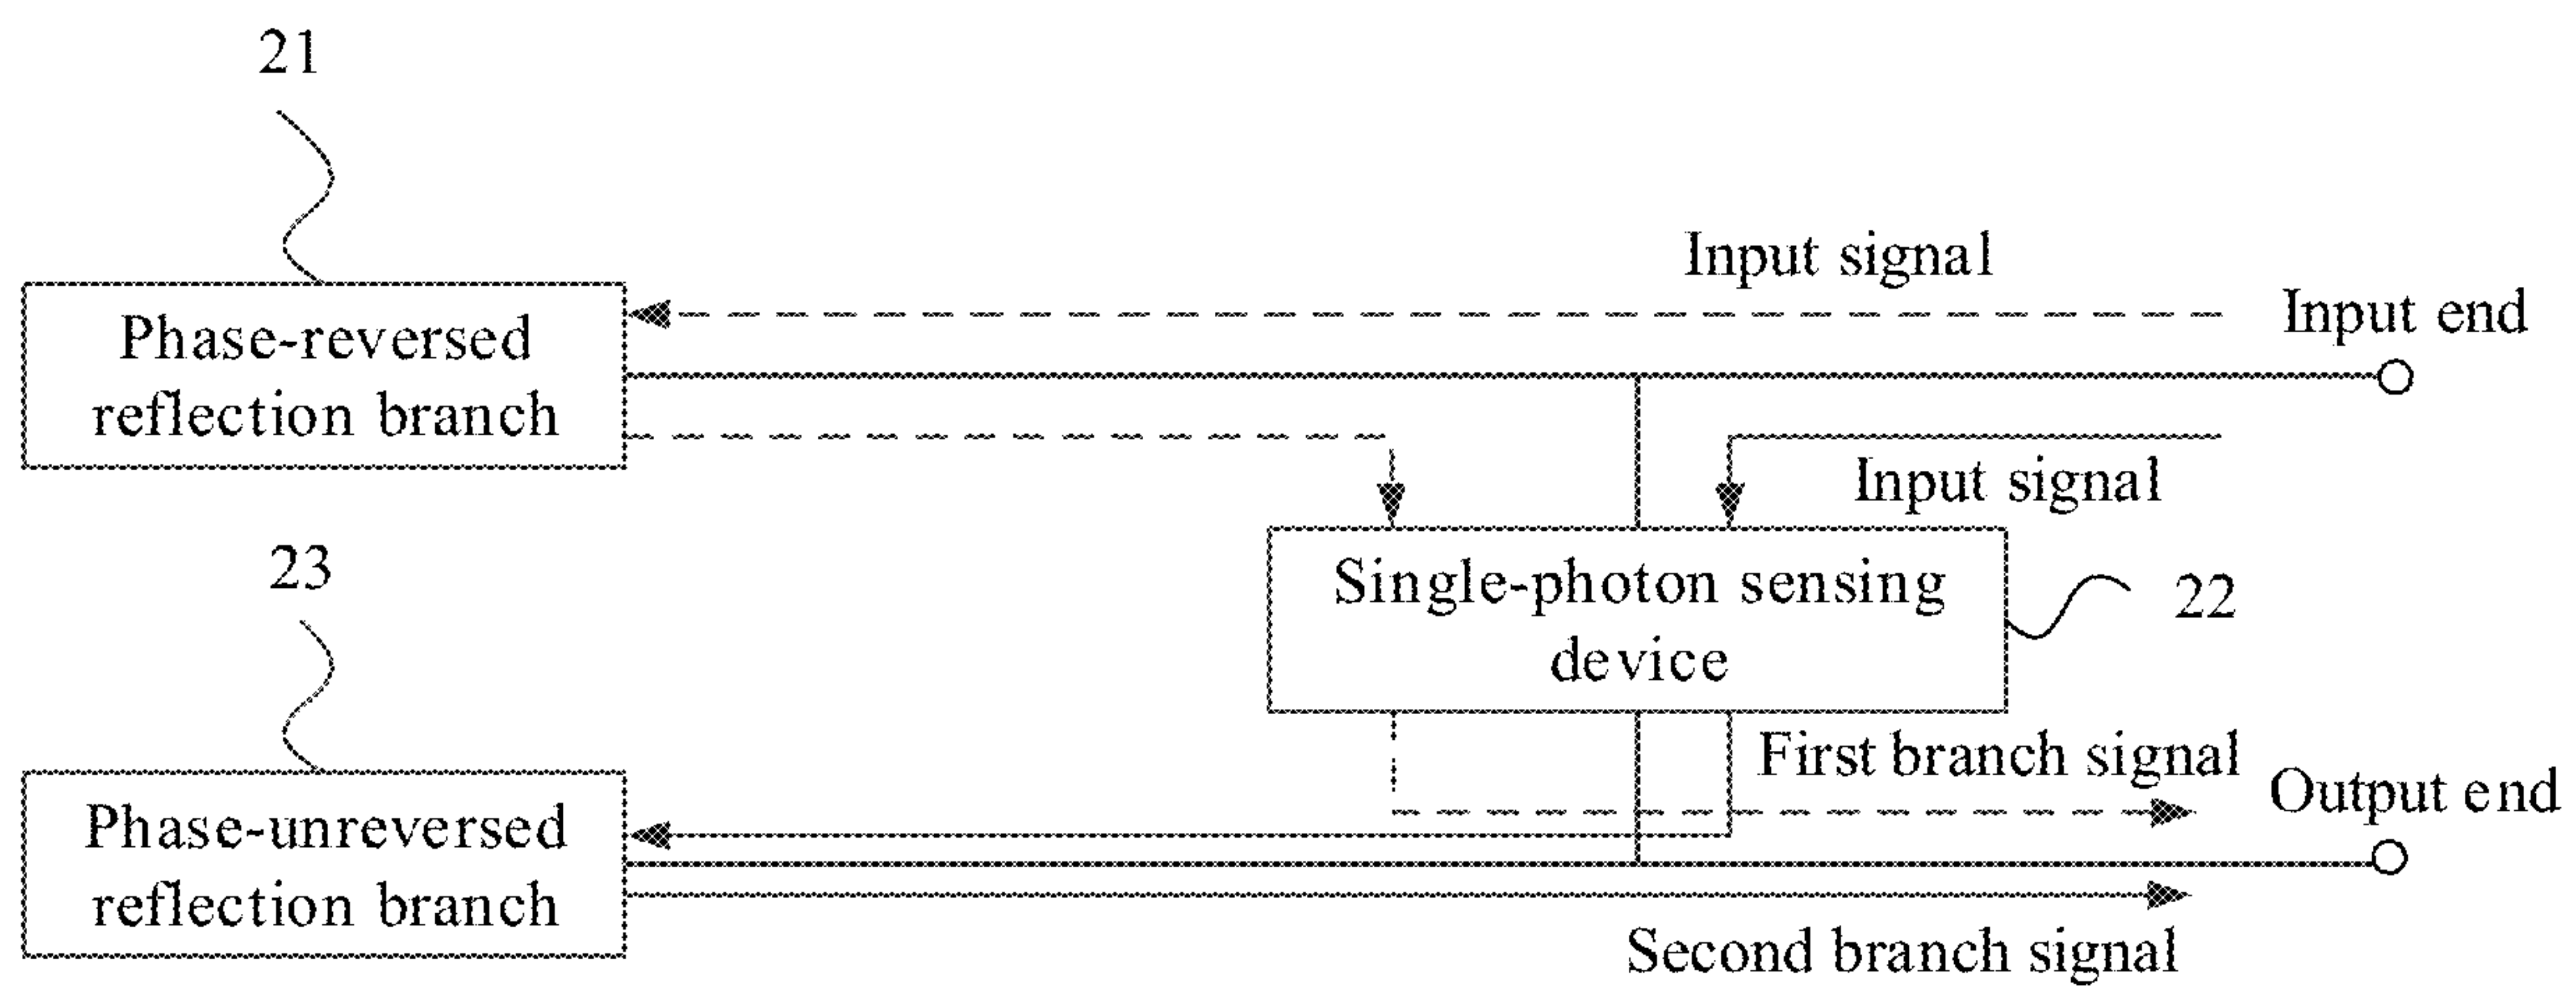 21
Input signal
Input end
Phase-reversed
reflection branch
Input signal
23
Single-photon sensing
device
22
First branch signal
Output end
Phase-unreversed
reflection branch
Second branch signal